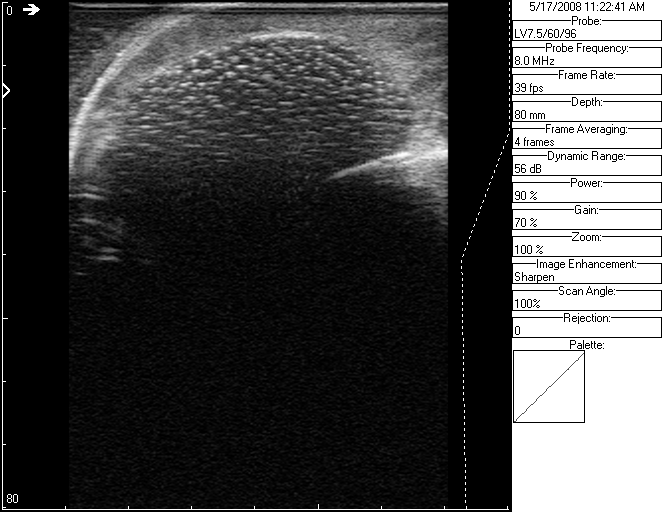 0
80
5/17/2008 11:22:41 AM
Probe:
LV7.5/60/96
Probe Frequency:
8.0 MHz
Frame Rate:
39 fps
Depth:
80 mm
Frame Averaging:
4 frames
Dynamic Range:
56 dB
Power:
90 %
Gain:
70 %
Zoom:
100 %
Image Enhancement:
Sharpen
Scan Angle:
100%
Rejection:
0
Palette: